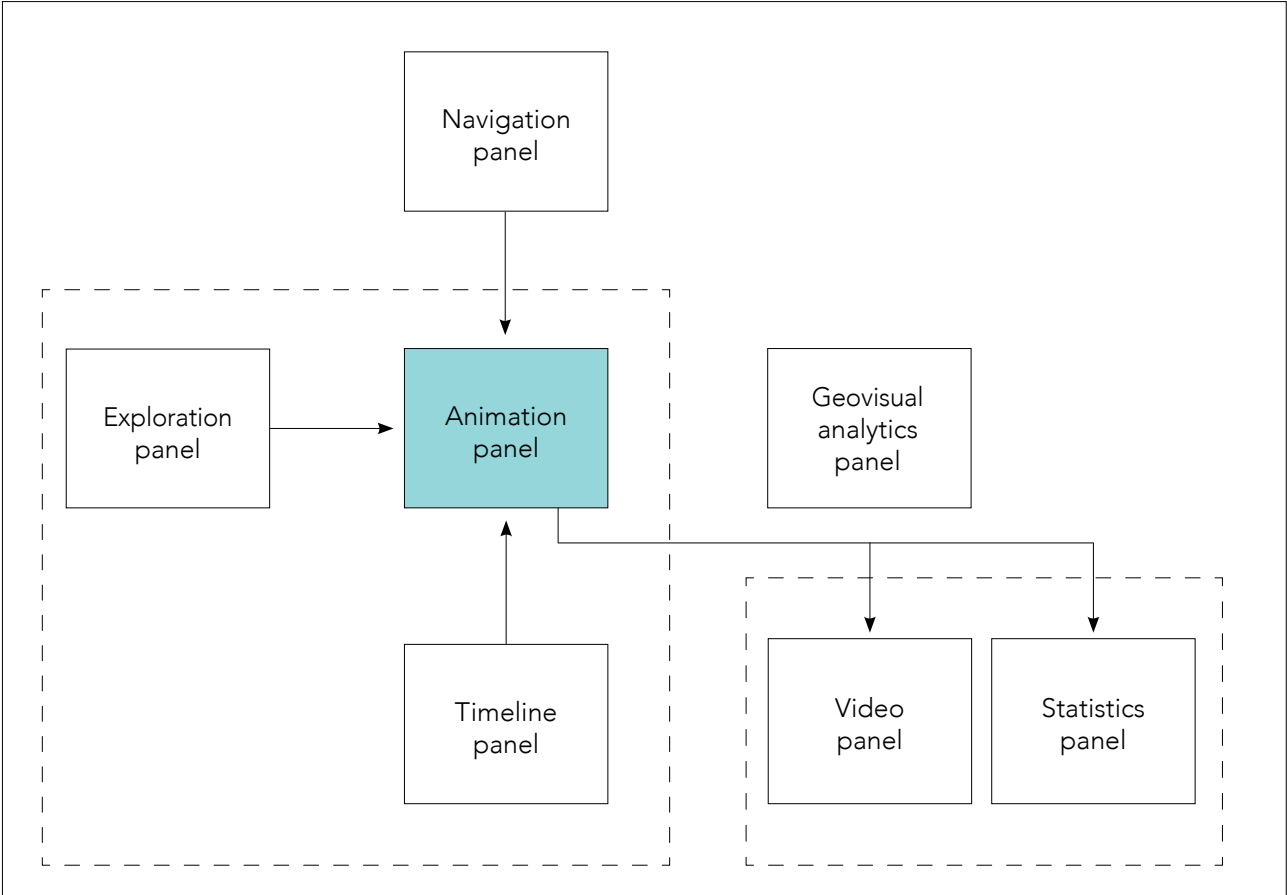 Navigation
panel
Exploration
panel
Animation
panel
Geovisual
analytics
panel
Timeline
panel
Video
panel
Statistics
panel